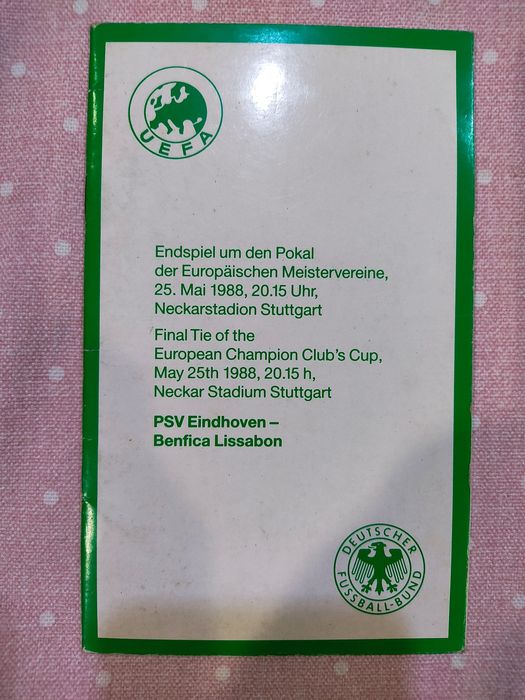 UEFA
Endspiel um den Pokal
der Europäischen Meistervereine,
25. Mai 1988, 20.15 Uhr,
Neckarstadion Stuttgart
Final Tie of the
European Champion Club's Cup,
May 25th 1988, 20.15 h,
Neckar Stadium Stuttgart
PSV Eindhoven –
Benfica Lissabon
DEUTSCHER
FUSSBALL-BUND